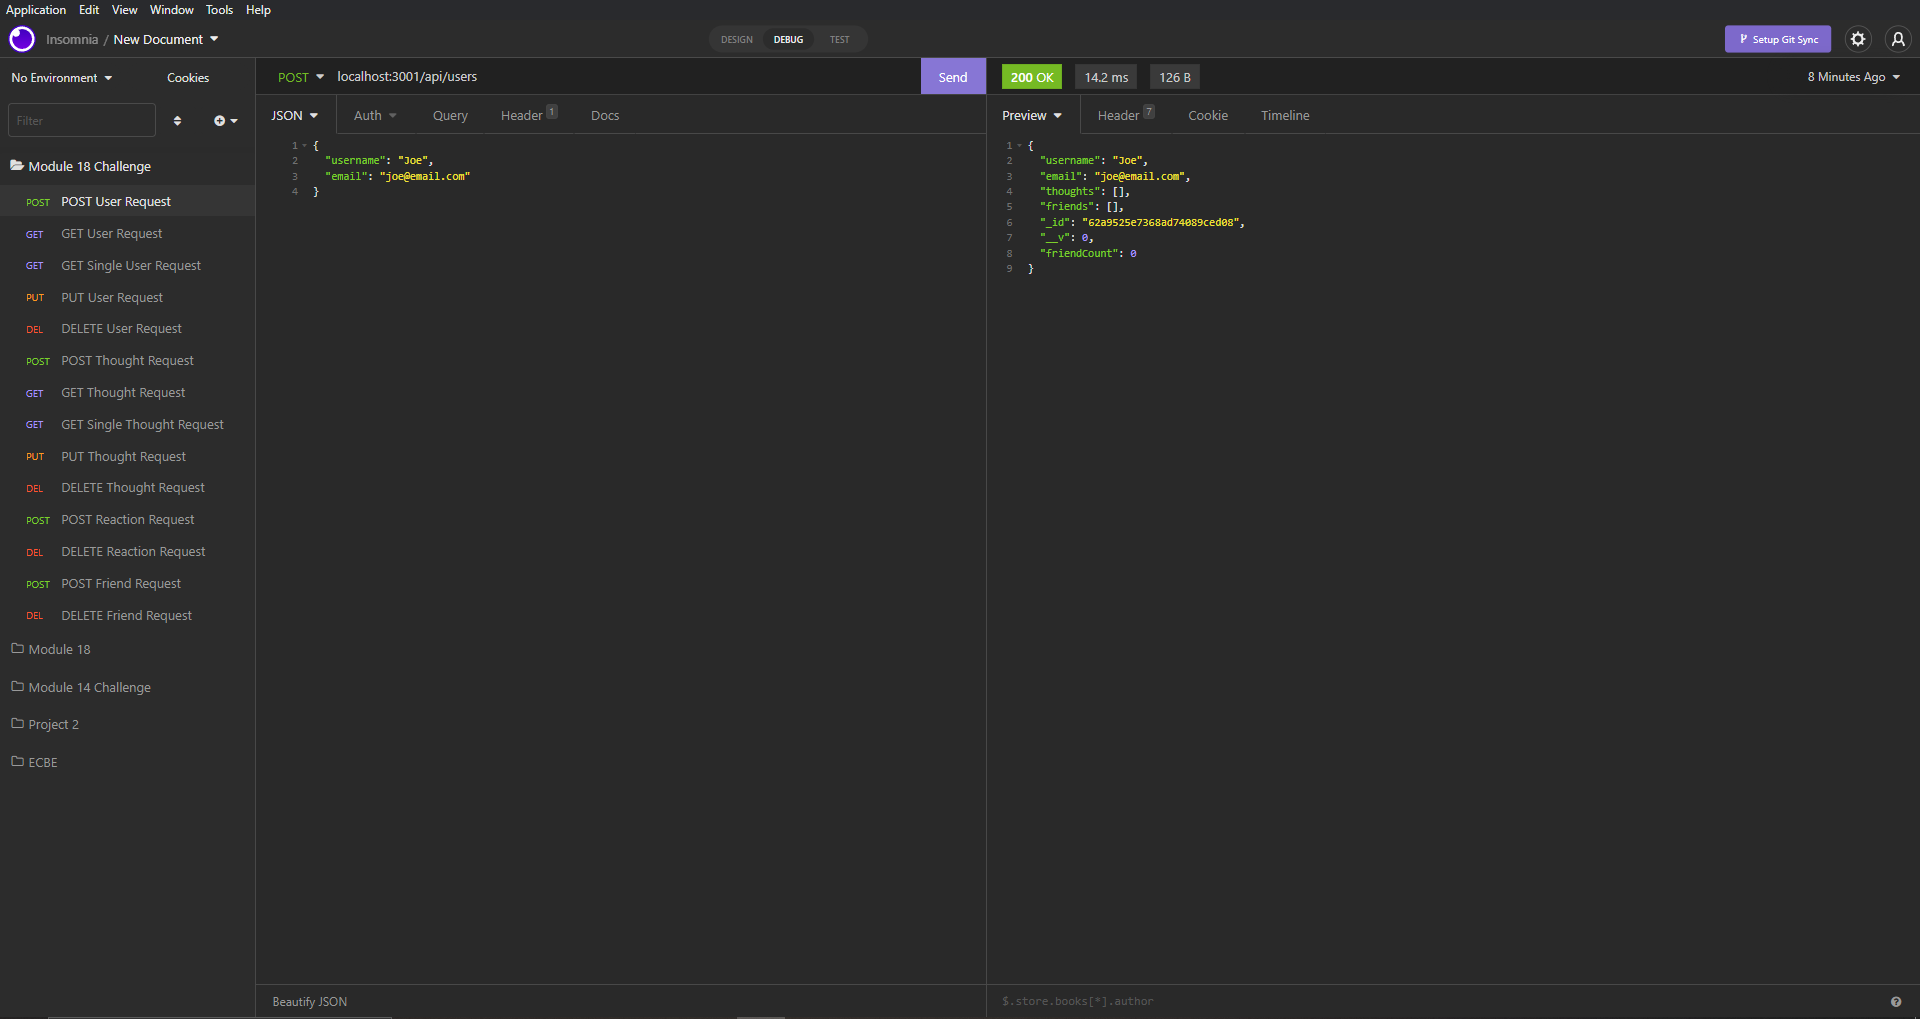 Application Edit View Window Tools Help
Insomnia / New Document
DESIGN DEBUG TEST
Setup Git Sync
No Environment Cookies
POST localhost:3001/api/users Send
200 OK 14.2 ms 126 B 8 Minutes Ago
Filter
JSON Auth Query Header 1 Docs
Preview Header 7 Cookie Timeline
Module 18 Challenge
POST POST User Request
GET GET User Request
GET GET Single User Request
PUT PUT User Request
DEL DELETE User Request
POST POST Thought Request
GET GET Thought Request
GET GET Single Thought Request
PUT PUT Thought Request
DEL DELETE Thought Request
POST POST Reaction Request
DEL DELETE Reaction Request
POST POST Friend Request
DEL DELETE Friend Request
Module 18
Module 14 Challenge
Project 2
ECBE
1 {
2 "username": "Joe",
3 "email": "joe@email.com"
4 }
Beautify JSON
1 {
2 "username": "Joe",
3 "email": "joe@email.com",
4 "thoughts": [],
5 "friends": [],
6 "_id": "62a9525e7368ad74089ced08",
7 "__v": 0,
8 "friendCount": 0
9 }
$.store.books[*].author